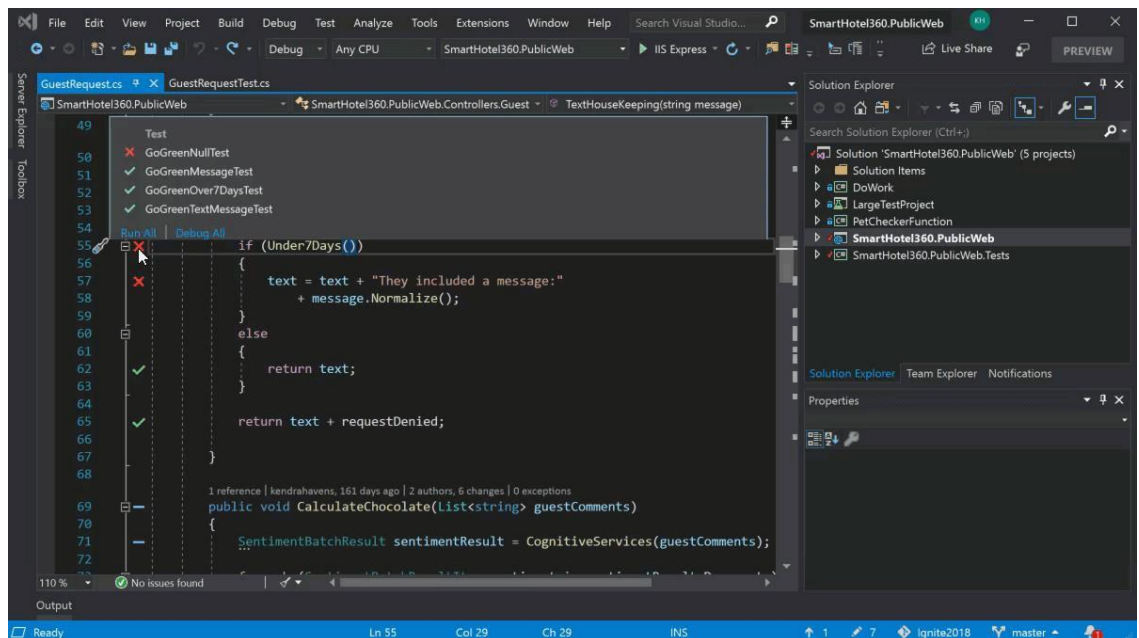 File Edit View Project Build Debug Test Analyze Tools Extensions Window Help Search Visual Studio... SmartHotel360.PublicWeb KH
Debug Any CPU SmartHotel360.PublicWeb IIS Express Live Share PREVIEW
Server Explorer
Toolbox
GuestRequest.cs GuestRequestTest.cs
SmartHotel360.PublicWeb SmartHotel360.PublicWeb.Controllers.Guest TextHouseKeeping(string message)
49
Test
50 GoGreenNullTest
51 GoGreenMessageTest
52 GoGreenOver7DaysTest
53 GoGreenTextMessageTest
54 Run All | Debug All
55 if (Under7Days())
56 {
57 text = text + "They included a message:"
58 + message.Normalize();
59 }
60 else
61 {
62 return text;
63 }
64
65 return text + requestDenied;
66
67 }
68
1 reference | kendrahavens, 161 days ago | 2 authors, 6 changes | 0 exceptions
69 public void CalculateChocolate(List<string> guestComments)
70 {
71 SentimentBatchResult sentimentResult = CognitiveServices(guestComments);
72
110 % No issues found
Output
Solution Explorer
Search Solution Explorer (Ctrl+;)
Solution 'SmartHotel360.PublicWeb' (5 projects)
Solution Items
DoWork
LargeTestProject
PetCheckerFunction
SmartHotel360.PublicWeb
SmartHotel360.PublicWeb.Tests
Solution Explorer Team Explorer Notifications
Properties
Ready Ln 55 Col 29 Ch 29 INS 1 7 Ignite2018 master 1